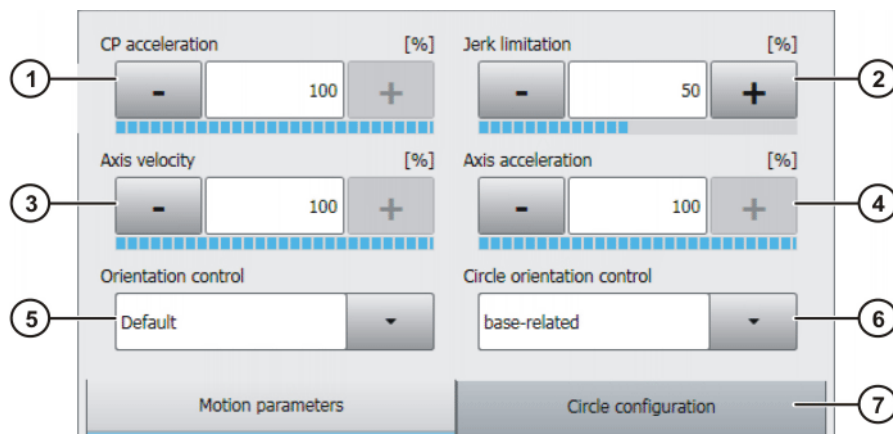 CP acceleration [%] Jerk limitation [%]
1 - 100 + - 50 + 2
Axis velocity [%] Axis acceleration [%]
3 - 100 + - 100 + 4
Orientation control Circle orientation control
5 Default base-related 6
Motion parameters Circle configuration 7